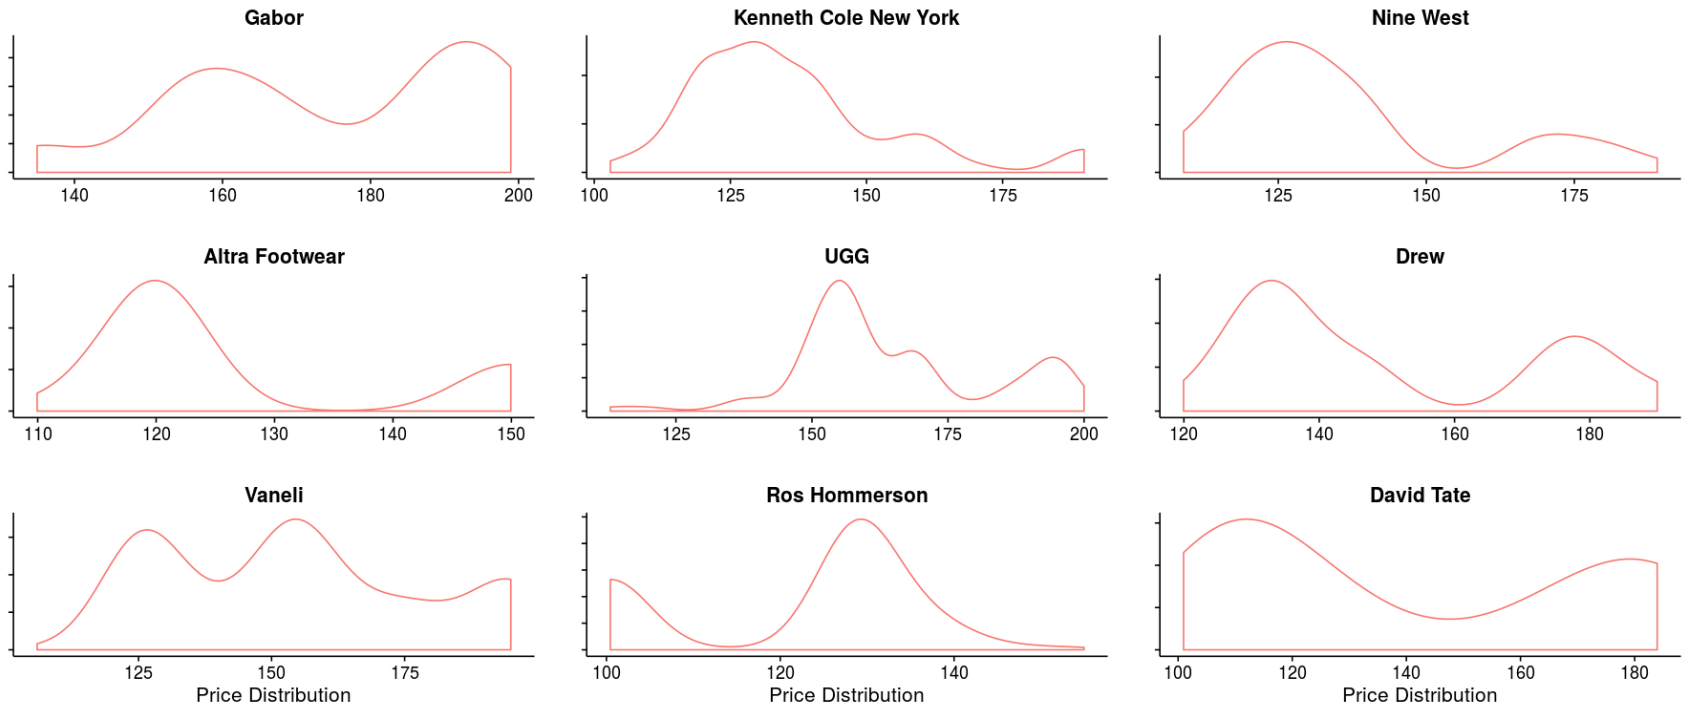 Gabor Kenneth Cole New York Nine West
140 160 180 200 100 125 150 175 125 150 175
Altra Footwear UGG Drew
110 120 130 140 150 125 150 175 200 120 140 160 180
Vaneli Ros Hommerson David Tate
125 150 175 100 120 140 100 120 140 160 180
Price Distribution Price Distribution Price Distribution